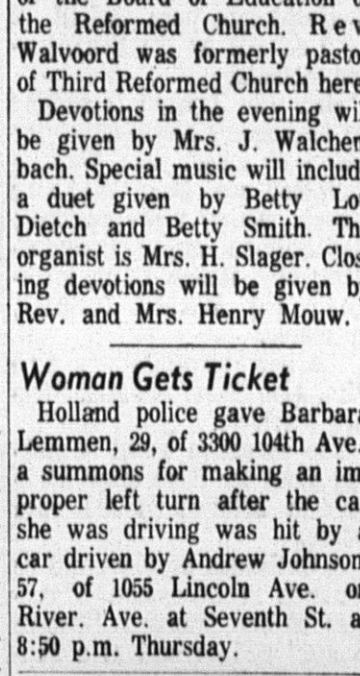 of the Board of Education of
the Reformed Church. Rev
Walvoord was formerly pasto
of Third Reformed Church here
Devotions in the evening wi
be given by Mrs. J. Walchen
bach. Special music will includ
a duet given by Betty Lo
Dietch and Betty Smith. Th
organist is Mrs. H. Slager. Clos
ing devotions will be given b
Rev. and Mrs. Henry Mouw.
Woman Gets Ticket
Holland police gave Barbara
Lemmen, 29, of 3300 104th Ave.
a summons for making an im
proper left turn after the ca
she was driving was hit by a
car driven by Andrew Johnson
57, of 1055 Lincoln Ave. on
River. Ave. at Seventh St. a
8:50 p.m. Thursday.